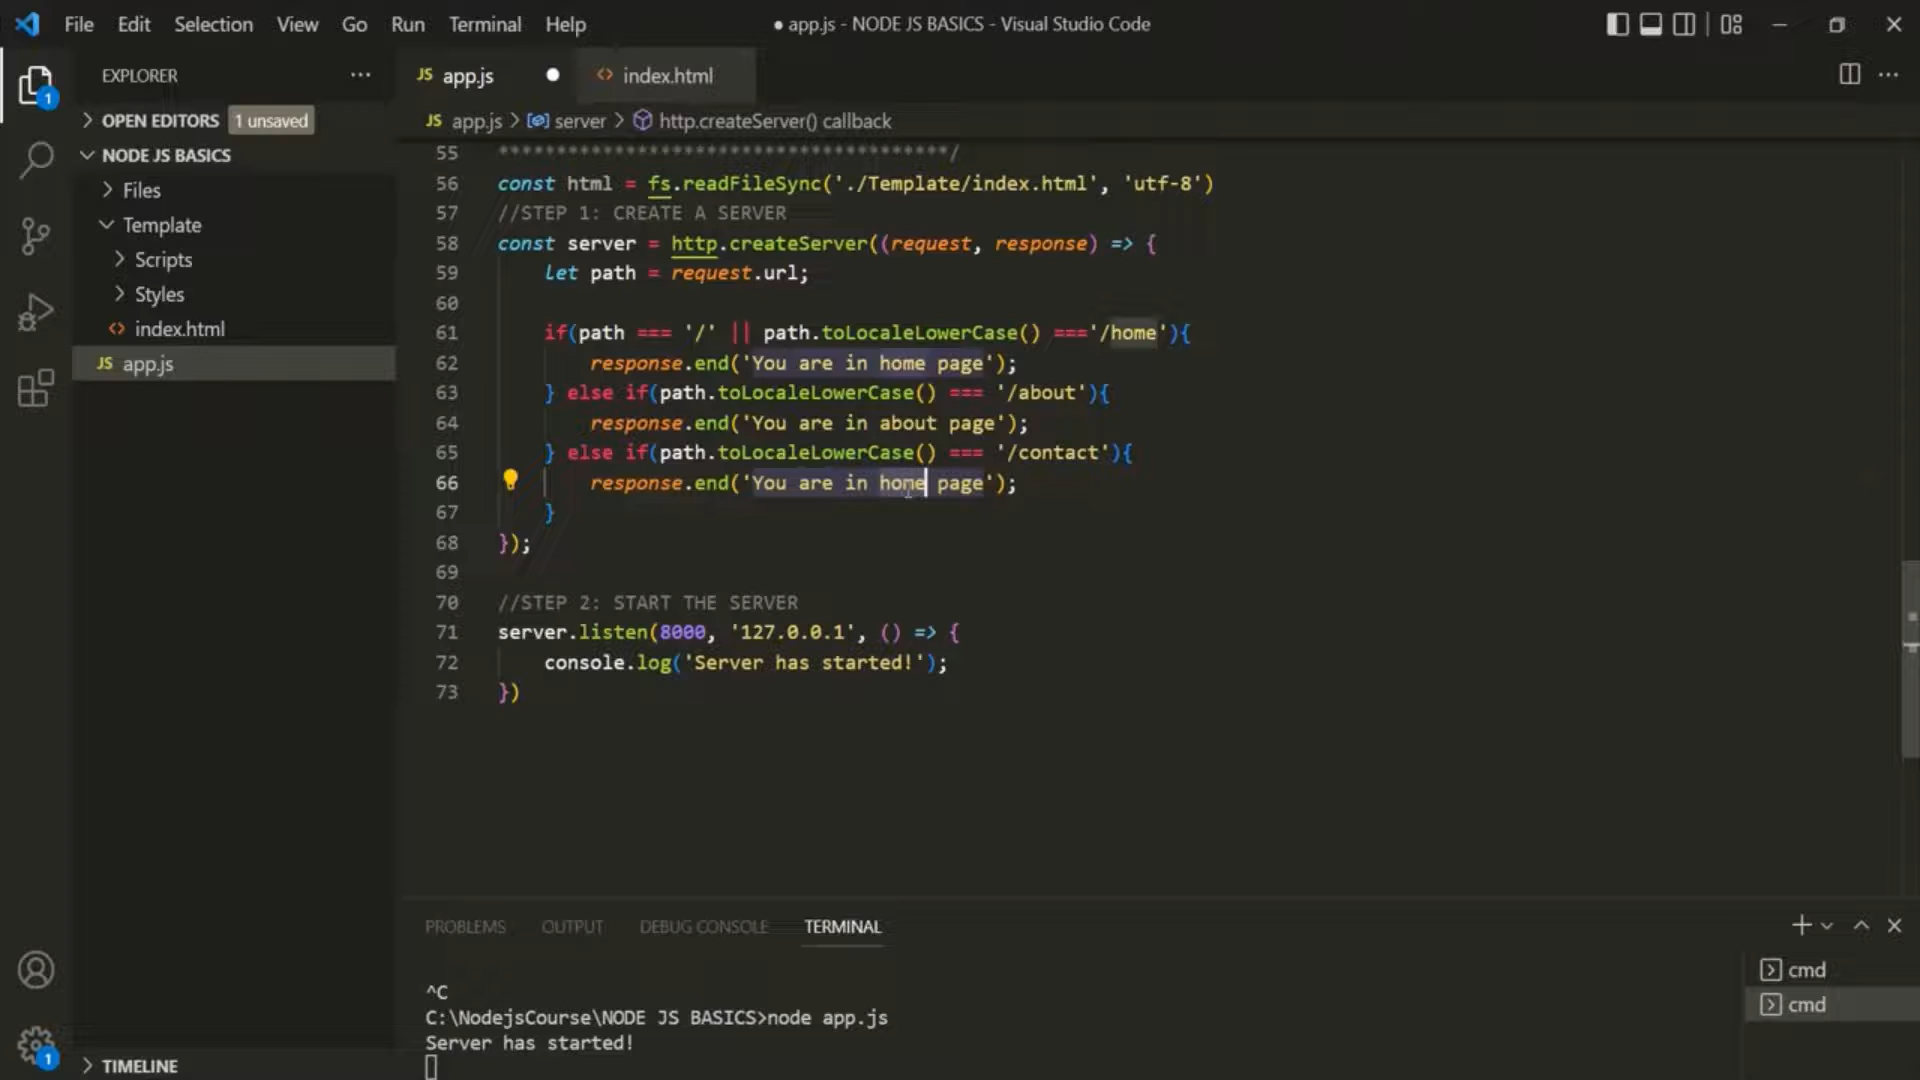 File Edit Selection View Go Run Terminal Help
● app.js - NODE JS BASICS - Visual Studio Code
EXPLORER
JS app.js ●
<> index.html
1
OPEN EDITORS 1 unsaved
NODE JS BASICS
Files
Template
Scripts
Styles
<> index.html
JS app.js
JS app.js > server > http.createServer() callback
55 ***************************************/
56 const html = fs.readFileSync('./Template/index.html', 'utf-8')
57 //STEP 1: CREATE A SERVER
58 const server = http.createServer((request, response) => {
59 let path = request.url;
60
61 if(path === '/' || path.toLocaleLowerCase() ==='/home'){
62 response.end('You are in home page');
63 } else if(path.toLocaleLowerCase() === '/about'){
64 response.end('You are in about page');
65 } else if(path.toLocaleLowerCase() === '/contact'){
66 response.end('You are in home page');
67 }
68 });
69
70 //STEP 2: START THE SERVER
71 server.listen(8000, '127.0.0.1', () => {
72 console.log('Server has started!');
73 })
PROBLEMS OUTPUT DEBUG CONSOLE TERMINAL
^C
C:\NodejsCourse\NODE JS BASICS>node app.js
Server has started!
cmd
cmd
1
TIMELINE